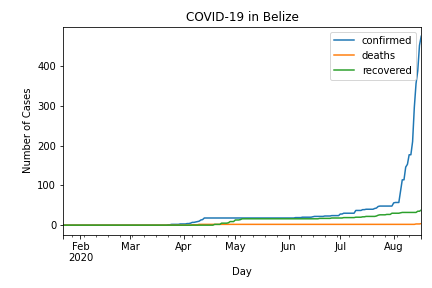 COVID-19 in Belize
confirmed
deaths
recovered
Number of Cases
400
300
200
100
0
Feb Mar Apr May Jun Jul Aug
2020
Day